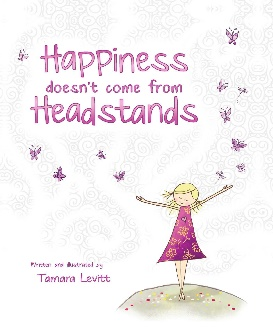 Happiness
doesn't come from
Headstands
Written and illustrated by
Tamara Levitt